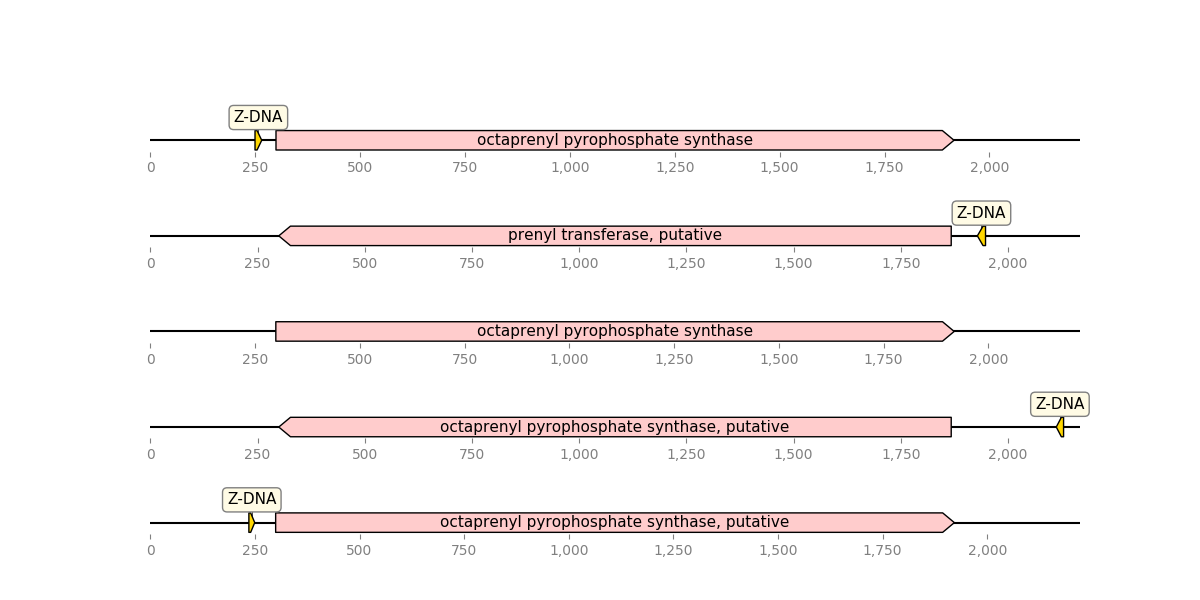 Z-DNA
octaprenyl pyrophosphate synthase
0 250 500 750 1,000 1,250 1,500 1,750 2,000
Z-DNA
prenyl transferase, putative
0 250 500 750 1,000 1,250 1,500 1,750 2,000
octaprenyl pyrophosphate synthase
0 250 500 750 1,000 1,250 1,500 1,750 2,000
Z-DNA
octaprenyl pyrophosphate synthase, putative
0 250 500 750 1,000 1,250 1,500 1,750 2,000
Z-DNA
octaprenyl pyrophosphate synthase, putative
0 250 500 750 1,000 1,250 1,500 1,750 2,000